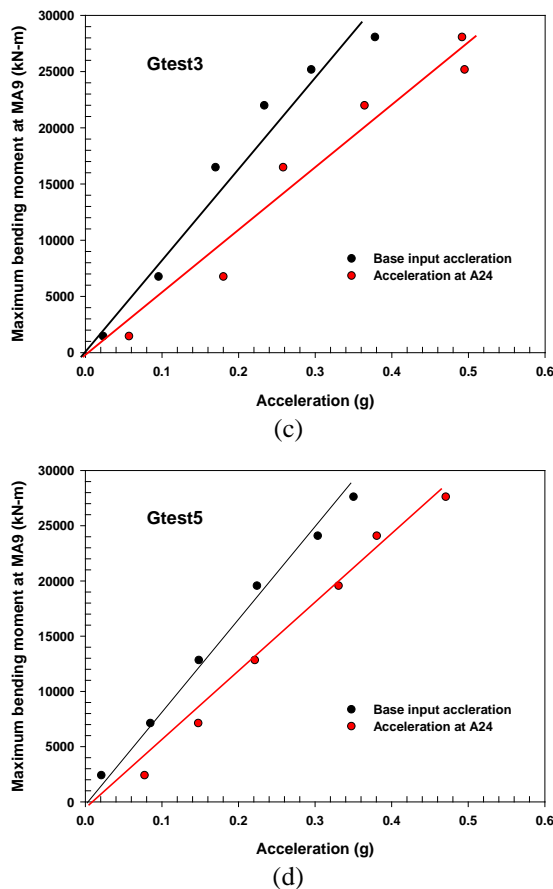 30000
25000
20000
15000
10000
5000
0
Maximum bending moment at MA9 (kN-m)
Gtest3
Base input accleration
Acceleration at A24
0.0 0.1 0.2 0.3 0.4 0.5 0.6
Acceleration (g)
(c)
30000
25000
20000
15000
10000
5000
0
Maximum bending moment at MA9 (kN-m)
Gtest5
Base input accleration
Acceleration at A24
0.0 0.1 0.2 0.3 0.4 0.5 0.6
Acceleration (g)
(d)